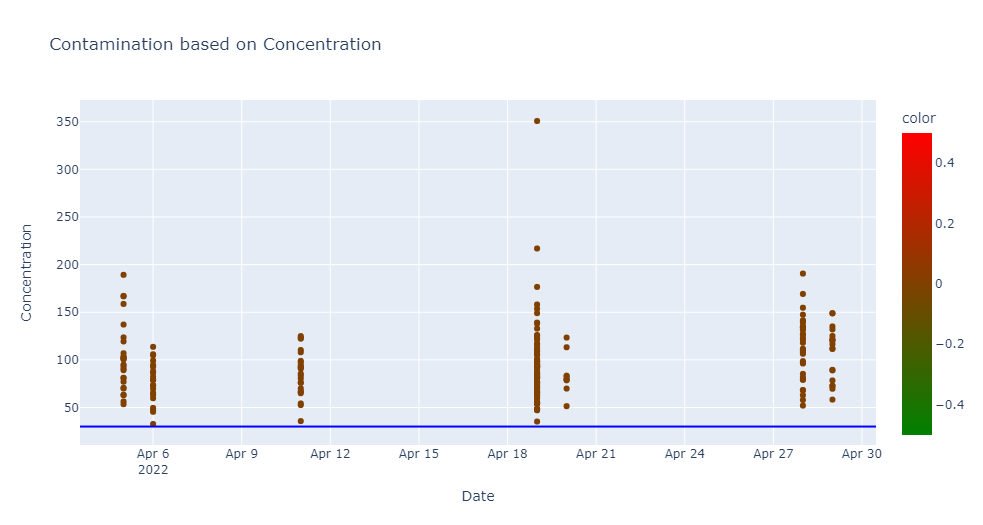 Contamination based on Concentration
color
350
300
250
200
150
100
50
Concentration
0.4
0.2
0
−0.2
−0.4
Apr 6
2022
Apr 9
Apr 12
Apr 15
Apr 18
Apr 21
Apr 24
Apr 27
Apr 30
Date